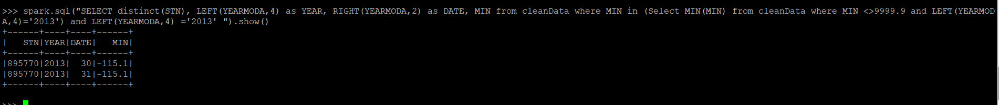 >>> spark.sql("SELECT distinct(STN), LEFT(YEARMODA,4) as YEAR, RIGHT(YEARMODA,2) as DATE, MIN from cleanData where MIN in (Select MIN(MIN) from cleanData where MIN <>9999.9 and LEFT(YEARMOD
A,4)='2013') and LEFT(YEARMODA,4) ='2013' ").show()
+------+----+----+------+
|   STN|YEAR|DATE|   MIN|
+------+----+----+------+
|895770|2013|  30|-115.1|
|895770|2013|  31|-115.1|
+------+----+----+------+
>>>